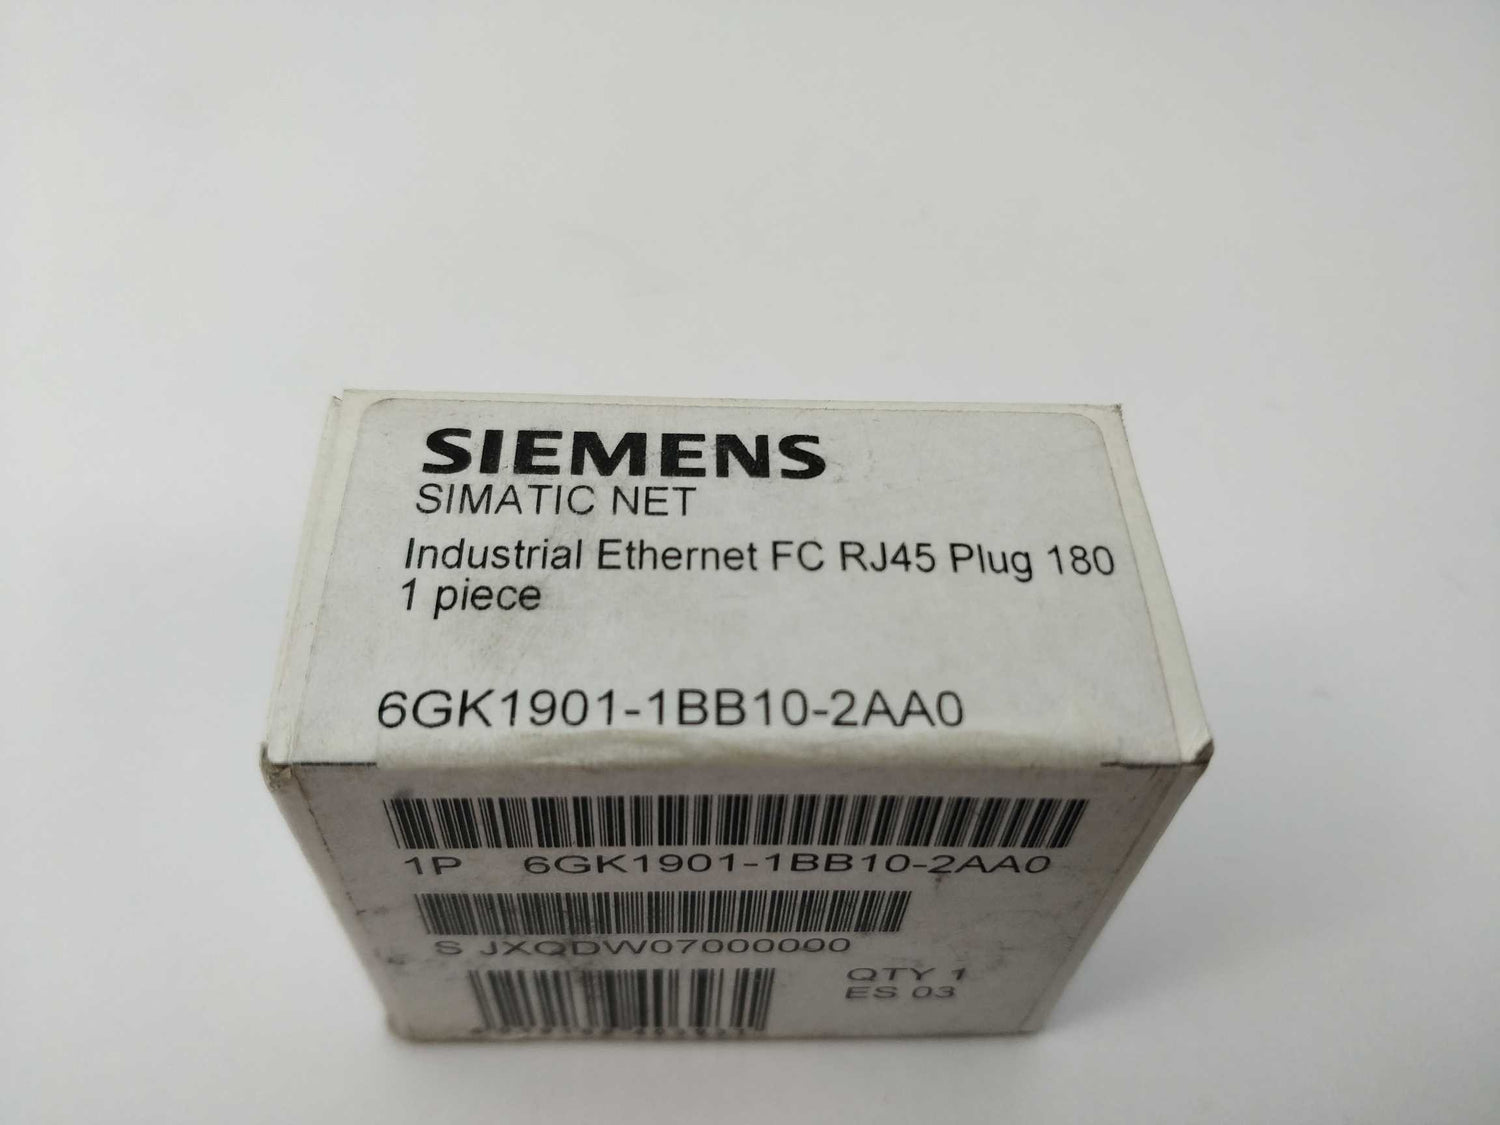 SIEMENS
SIMATIC NET
Industrial Ethernet FC RJ45 Plug 180
1 piece
6GK1901-1BB10-2AA0
1P 6GK1901-1BB10-2AA0
S JXQDW07000000
QTY 1
ES 03